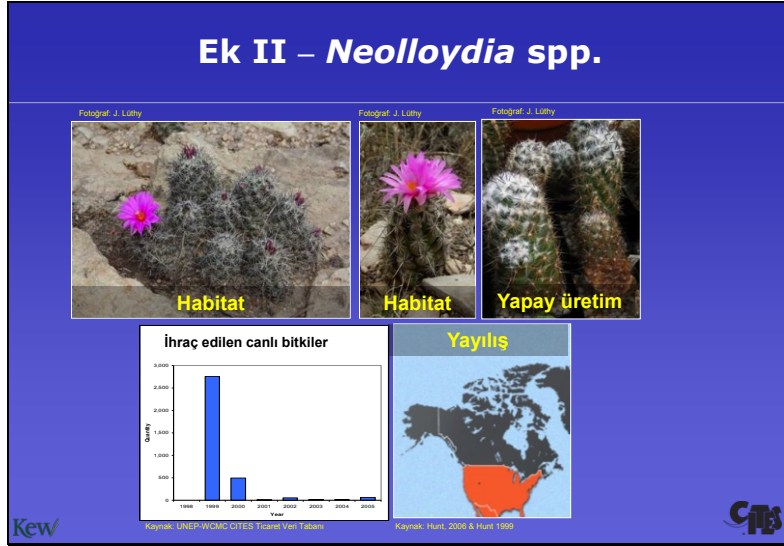 Ek II – Neolloydia spp.
Fotoğraf: J. Lüthy
Fotoğraf: J. Lüthy
Fotoğraf: J. Lüthy
Habitat
Habitat
Yapay üretim
İhraç edilen canlı bitkiler
3,000
2,500
2,000
1,500
1,000
500
0
Quantity
1998 1999 2000 2001 2002 2003 2004 2005
Year
Yayılış
Kaynak: UNEP-WCMC CITES Ticaret Veri Tabanı
Kaynak: Hunt, 2006 & Hunt 1999
Kew
CITES